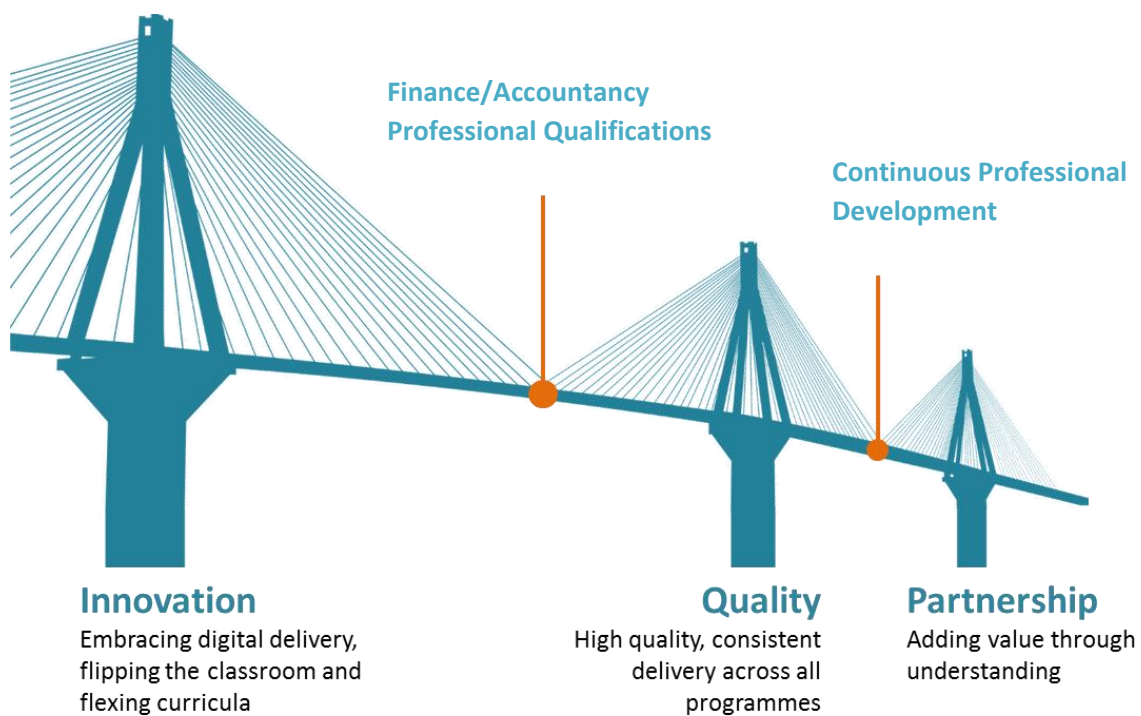 Finance/Accountancy
Professional Qualifications
Continuous Professional
Development
Innovation
Embracing digital delivery,
flipping the classroom and
flexing curricula
Quality
High quality, consistent
delivery across all
programmes
Partnership
Adding value through
understanding